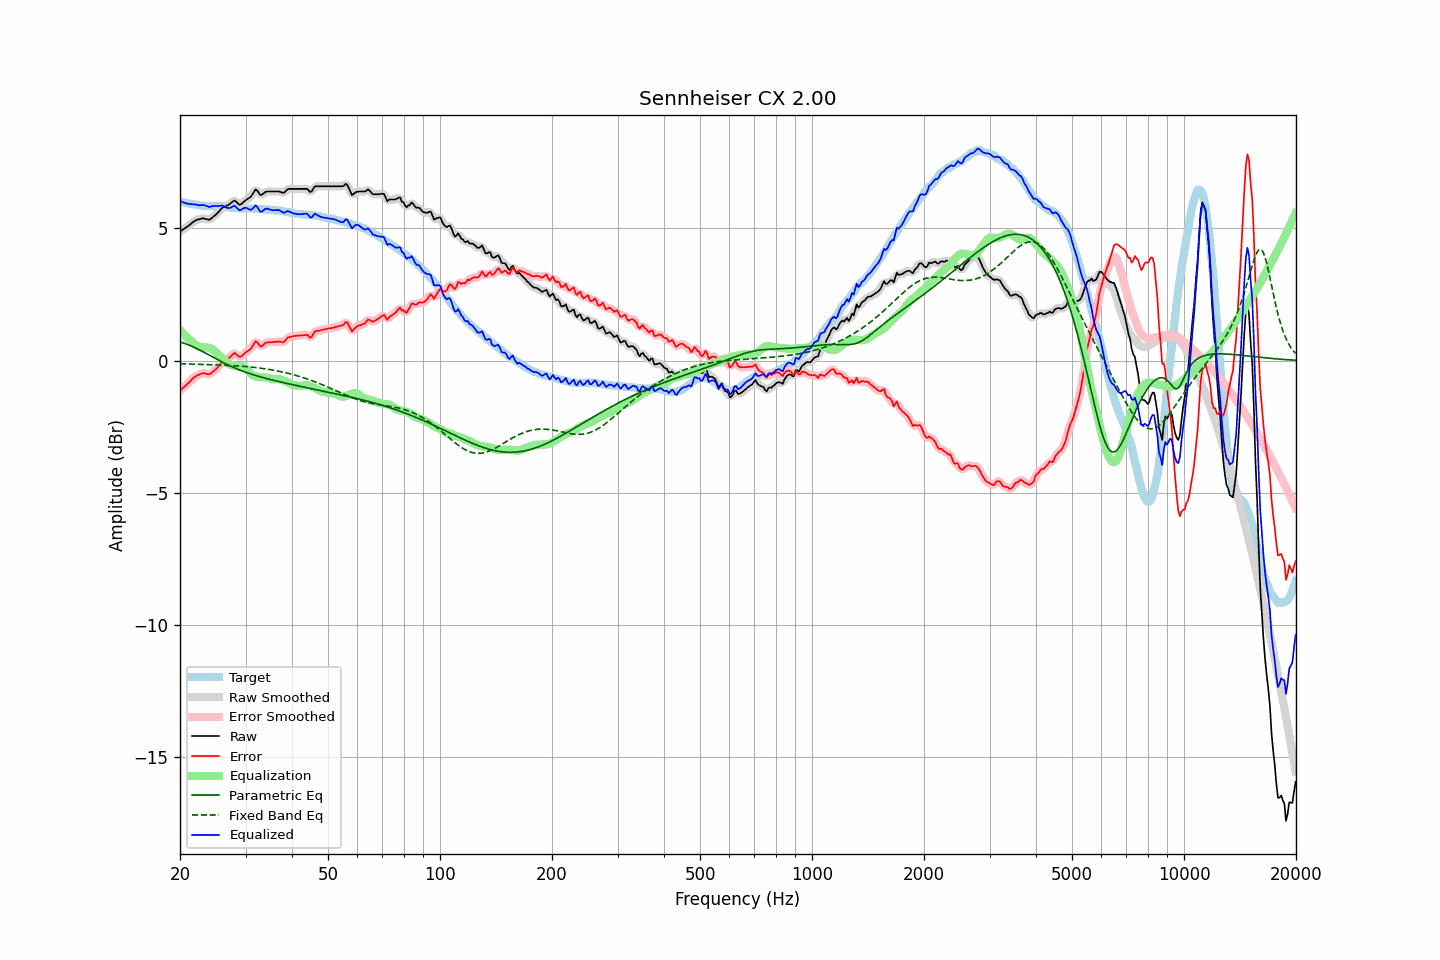 Sennheiser CX 2.00
Amplitude (dBr)
5
0
−5
−10
−15
Target
Raw Smoothed
Error Smoothed
Raw
Error
Equalization
Parametric Eq
Fixed Band Eq
Equalized
20 50 100 200 500 1000 2000 5000 10000 20000
Frequency (Hz)